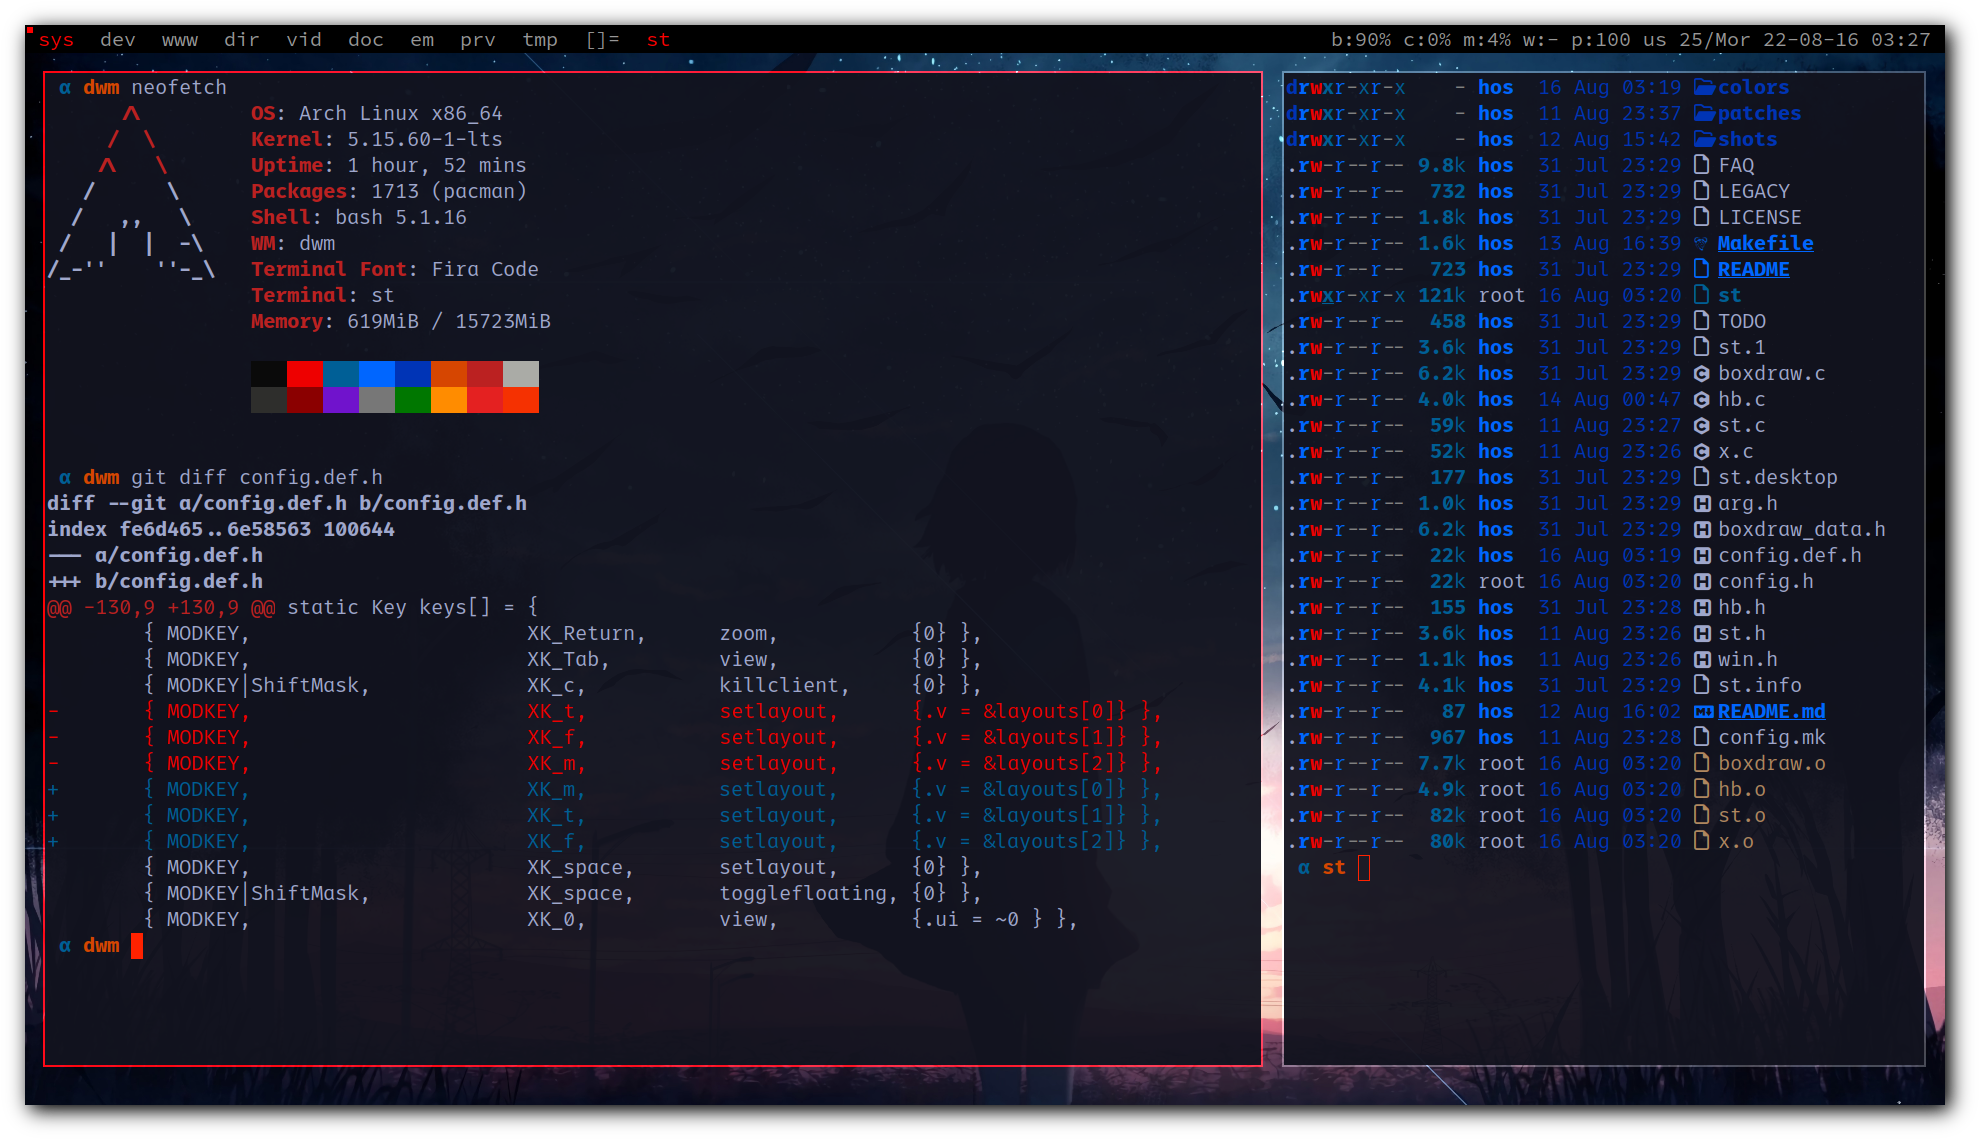 sys dev www dir vid doc em prv tmp []= st b:90% c:0% m:4% w:- p:100 us 25/Mor 22-08-16 03:27
α dwm neofetch
OS: Arch Linux x86_64
Kernel: 5.15.60-1-lts
Uptime: 1 hour, 52 mins
Packages: 1713 (pacman)
Shell: bash 5.1.16
WM: dwm
Terminal Font: Fira Code
Terminal: st
Memory: 619MiB / 15723MiB
α dwm git diff config.def.h
diff --git a/config.def.h b/config.def.h
index fe6d465..6e58563 100644
--- a/config.def.h
+++ b/config.def.h
@@ -130,9 +130,9 @@ static Key keys[] = {
{ MODKEY, XK_Return, zoom, {0} },
{ MODKEY, XK_Tab, view, {0} },
{ MODKEY|ShiftMask, XK_c, killclient, {0} },
- { MODKEY, XK_t, setlayout, {.v = &layouts[0]} },
- { MODKEY, XK_f, setlayout, {.v = &layouts[1]} },
- { MODKEY, XK_m, setlayout, {.v = &layouts[2]} },
+ { MODKEY, XK_m, setlayout, {.v = &layouts[0]} },
+ { MODKEY, XK_t, setlayout, {.v = &layouts[1]} },
+ { MODKEY, XK_f, setlayout, {.v = &layouts[2]} },
{ MODKEY, XK_space, setlayout, {0} },
{ MODKEY|ShiftMask, XK_space, togglefloating, {0} },
{ MODKEY, XK_0, view, {.ui = ~0 } },
α dwm
drwxr-xr-x - hos 16 Aug 03:19 colors
drwxr-xr-x - hos 11 Aug 23:37 patches
drwxr-xr-x - hos 12 Aug 15:42 shots
.rw-r--r-- 9.8k hos 31 Jul 23:29 FAQ
.rw-r--r-- 732 hos 31 Jul 23:29 LEGACY
.rw-r--r-- 1.8k hos 31 Jul 23:29 LICENSE
.rw-r--r-- 1.6k hos 13 Aug 16:39 Makefile
.rw-r--r-- 723 hos 31 Jul 23:29 README
.rwxr-xr-x 121k root 16 Aug 03:20 st
.rw-r--r-- 458 hos 31 Jul 23:29 TODO
.rw-r--r-- 3.6k hos 31 Jul 23:29 st.1
.rw-r--r-- 6.2k hos 31 Jul 23:29 boxdraw.c
.rw-r--r-- 4.0k hos 14 Aug 00:47 hb.c
.rw-r--r-- 59k hos 11 Aug 23:27 st.c
.rw-r--r-- 52k hos 11 Aug 23:26 x.c
.rw-r--r-- 177 hos 31 Jul 23:29 st.desktop
.rw-r--r-- 1.0k hos 31 Jul 23:29 arg.h
.rw-r--r-- 6.2k hos 31 Jul 23:29 boxdraw_data.h
.rw-r--r-- 22k hos 16 Aug 03:19 config.def.h
.rw-r--r-- 22k root 16 Aug 03:20 config.h
.rw-r--r-- 155 hos 31 Jul 23:28 hb.h
.rw-r--r-- 3.6k hos 11 Aug 23:26 st.h
.rw-r--r-- 1.1k hos 11 Aug 23:26 win.h
.rw-r--r-- 4.1k hos 31 Jul 23:29 st.info
.rw-r--r-- 87 hos 12 Aug 16:02 README.md
.rw-r--r-- 967 hos 11 Aug 23:28 config.mk
.rw-r--r-- 7.7k root 16 Aug 03:20 boxdraw.o
.rw-r--r-- 4.9k root 16 Aug 03:20 hb.o
.rw-r--r-- 82k root 16 Aug 03:20 st.o
.rw-r--r-- 80k root 16 Aug 03:20 x.o
α st